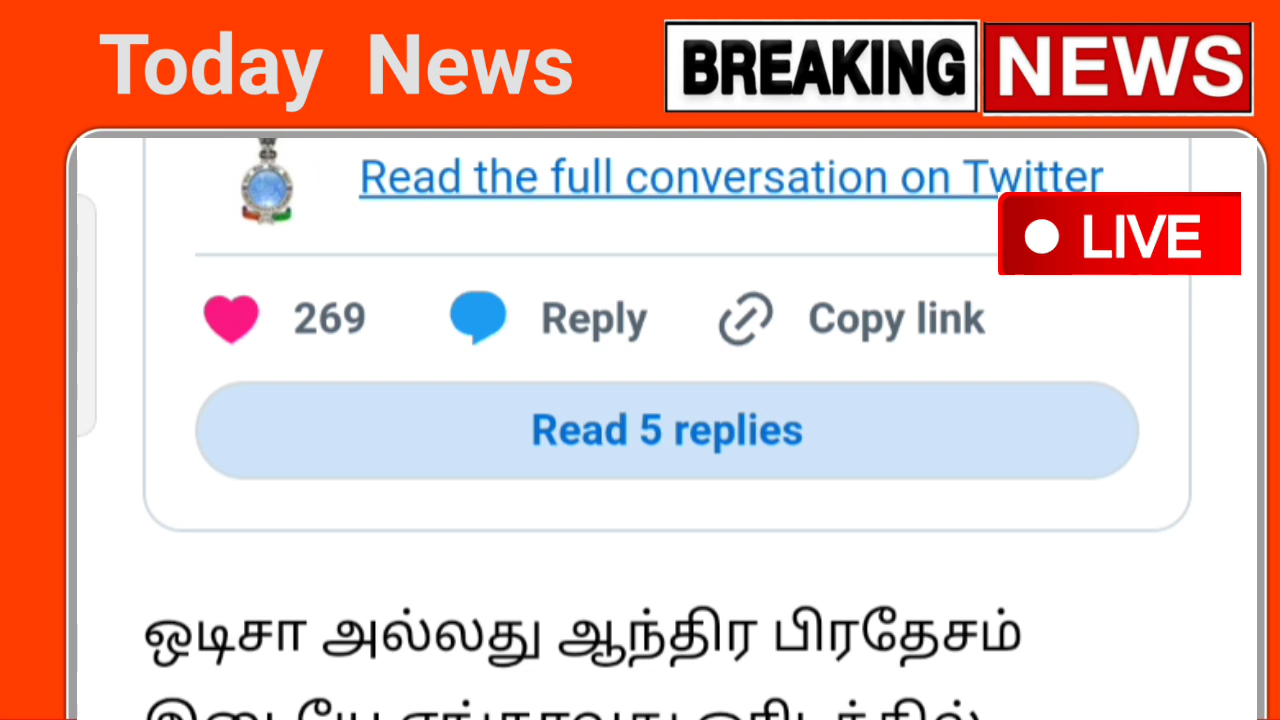 Today News
BREAKING NEWS
Read the full conversation on Twitter
LIVE
269 Reply Copy link
Read 5 replies
ஒடிசா அல்லது ஆந்திர பிரதேசம்